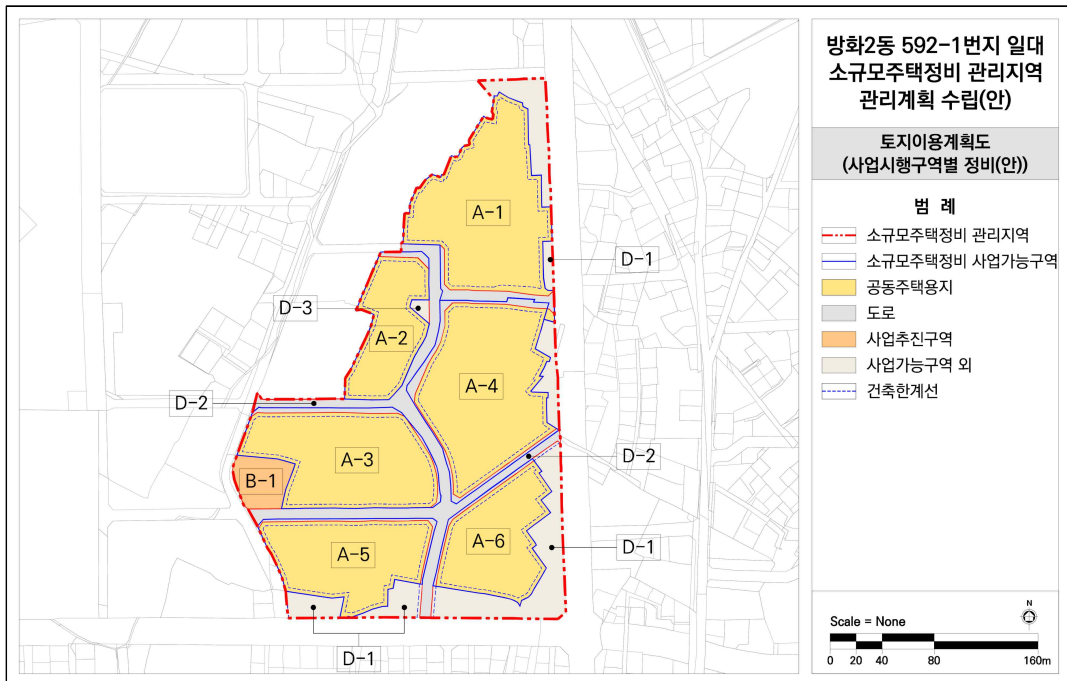 방화2동 592-1번지 일대
소규모주택정비 관리지역
관리계획 수립(안)
토지이용계획도
(사업시행구역별 정비(안))
범 례
소규모주택정비 관리지역
소규모주택정비 사업가능구역
공동주택용지
도로
사업추진구역
사업가능구역 외
건축한계선
A-1
D-1
D-3
A-2
A-4
D-2
A-3
D-2
B-1
A-6
A-5
D-1
D-1
N
Scale = None
0 20 40 80 160m